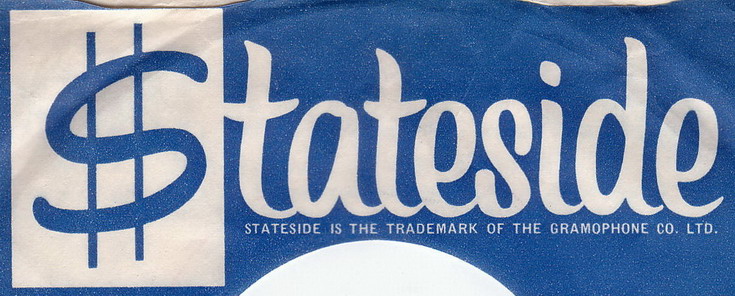 $tateside
STATESIDE IS THE TRADEMARK OF THE GRAMOPHONE CO. LTD.